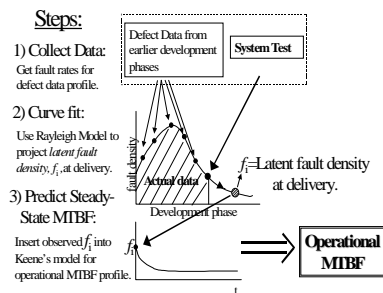 Steps:
1) Collect Data:
Get fault rates for
defect data profile.
2) Curve fit:
Use Rayleigh Model to
project latent fault
density, fi, at delivery.
3) Predict Steady-
State MTBF:
Insert observed fi into
Keene's model for
operational MTBF profile.
Defect Data from
earlier development
phases
System Test
fault density
Actual data
Development phase
fi=Latent fault density
at delivery.
fi
t
Operational
MTBF